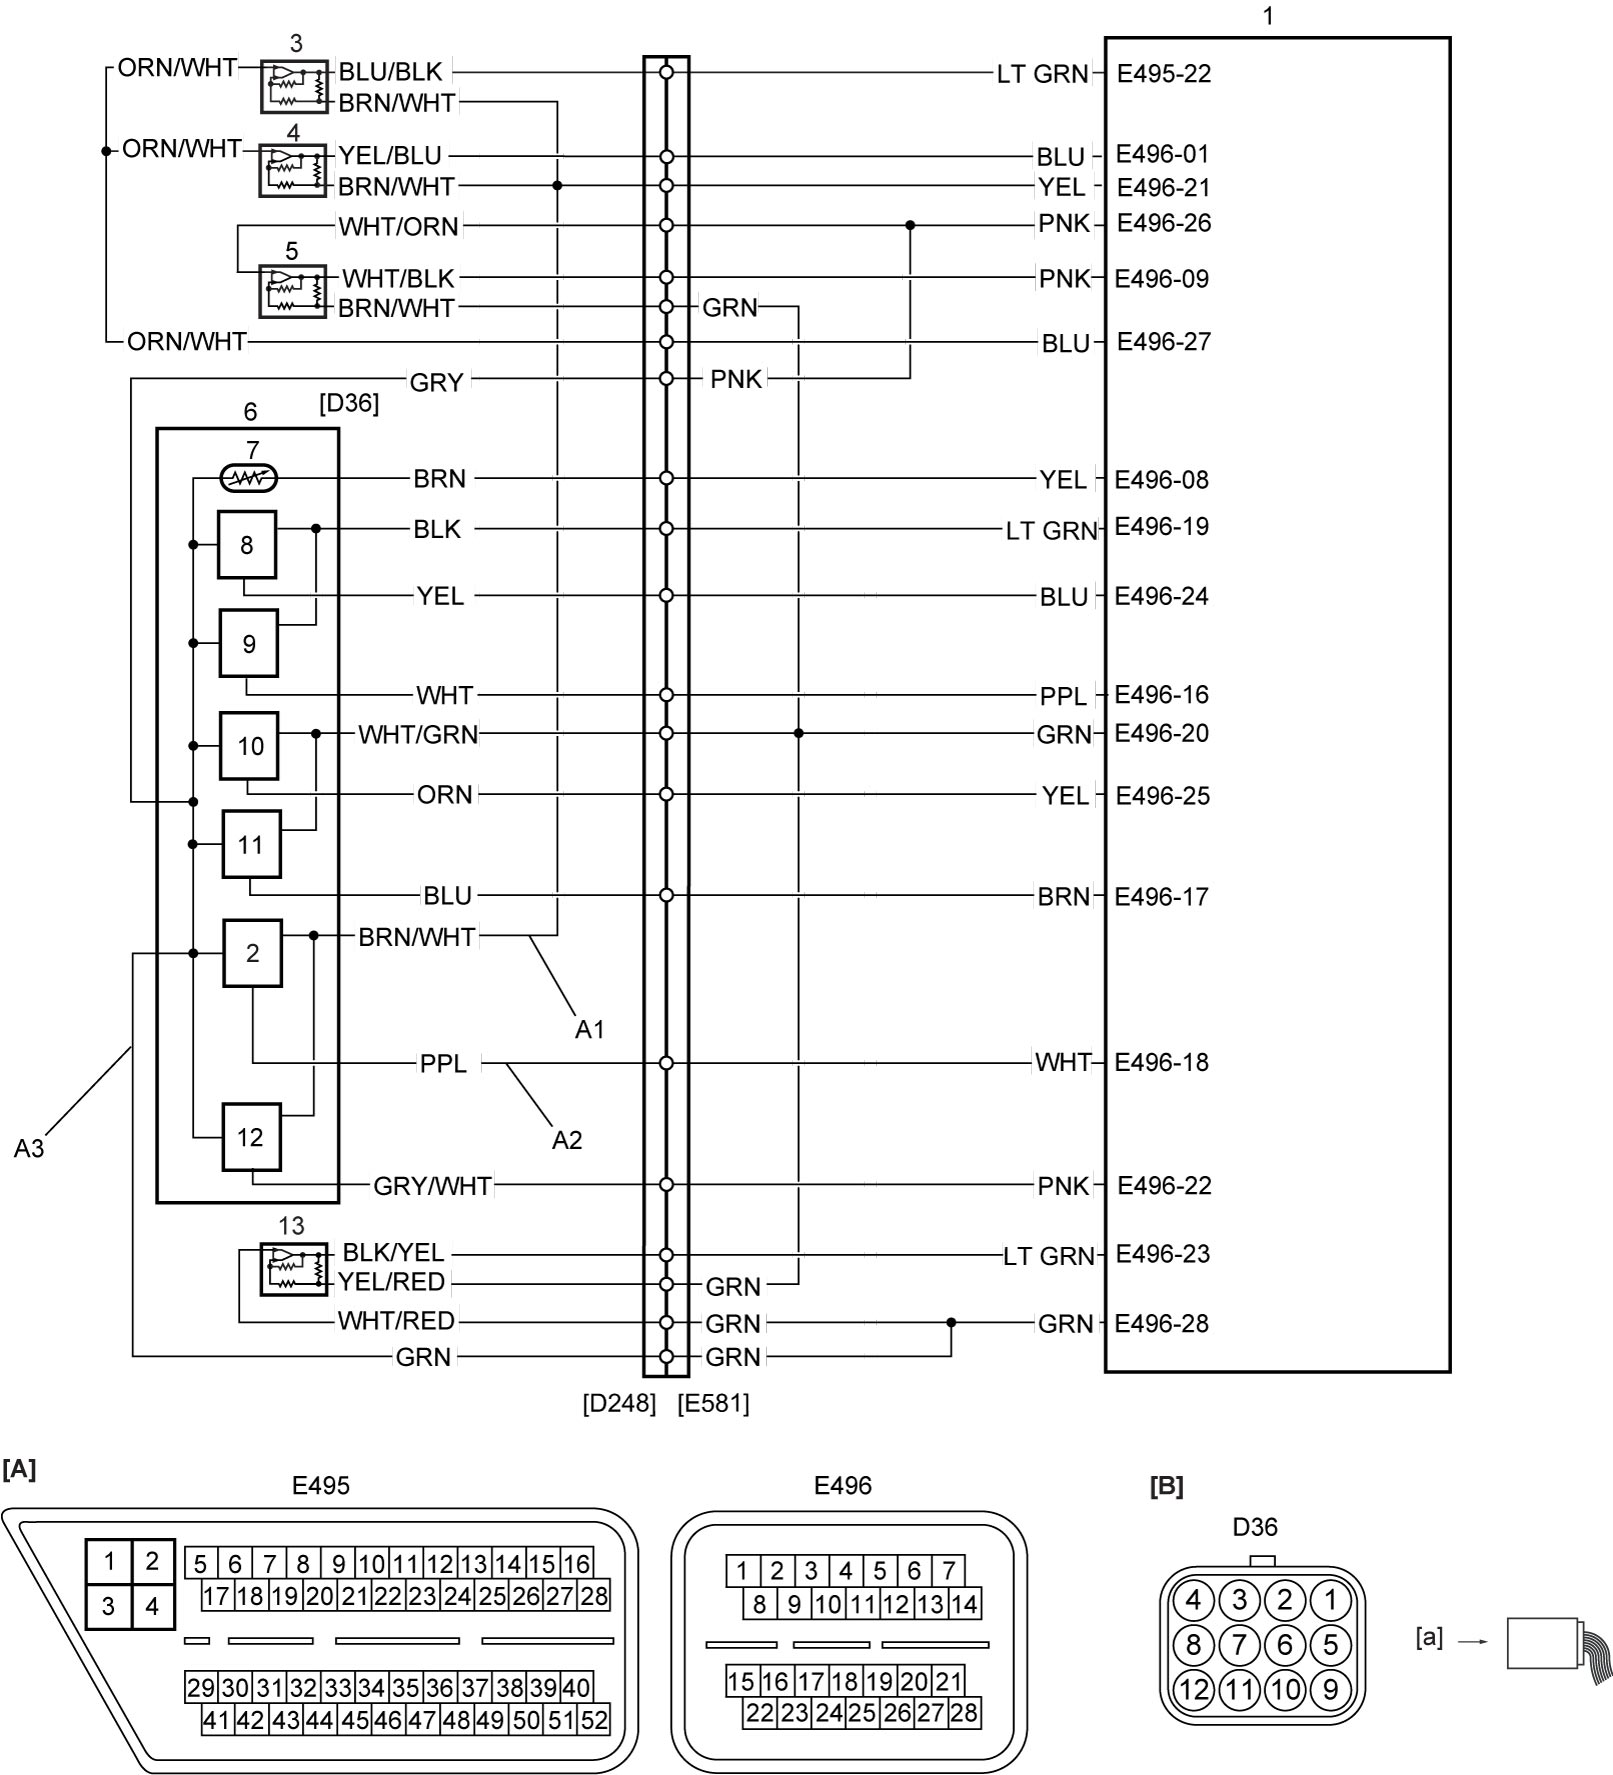 1
3
ORN/WHT BLU/BLK LT GRN E495-22
BRN/WHT
4
ORN/WHT YEL/BLU BLU E496-01
BRN/WHT YEL E496-21
WHT/ORN PNK E496-26
5
WHT/BLK PNK E496-09
BRN/WHT GRN
ORN/WHT BLU E496-27
GRY PNK
[D36]
6
7
BRN YEL E496-08
BLK LT GRN E496-19
8
YEL BLU E496-24
9
WHT PPL E496-16
WHT/GRN GRN E496-20
10
ORN YEL E496-25
11
BLU BRN E496-17
BRN/WHT
2
A1
PPL WHT E496-18
A2
12
A3
GRY/WHT PNK E496-22
13
BLK/YEL LT GRN E496-23
YEL/RED GRN
WHT/RED GRN GRN E496-28
GRN GRN
[D248] [E581]
[A]
E495
1 2
3 4
5 6 7 8 9 10 11 12 13 14 15 16
17 18 19 20 21 22 23 24 25 26 27 28
29 30 31 32 33 34 35 36 37 38 39 40
41 42 43 44 45 46 47 48 49 50 51 52
E496
1 2 3 4 5 6 7
8 9 10 11 12 13 14
15 16 17 18 19 20 21
22 23 24 25 26 27 28
[B]
D36
4 3 2 1
8 7 6 5
12 11 10 9
[a]